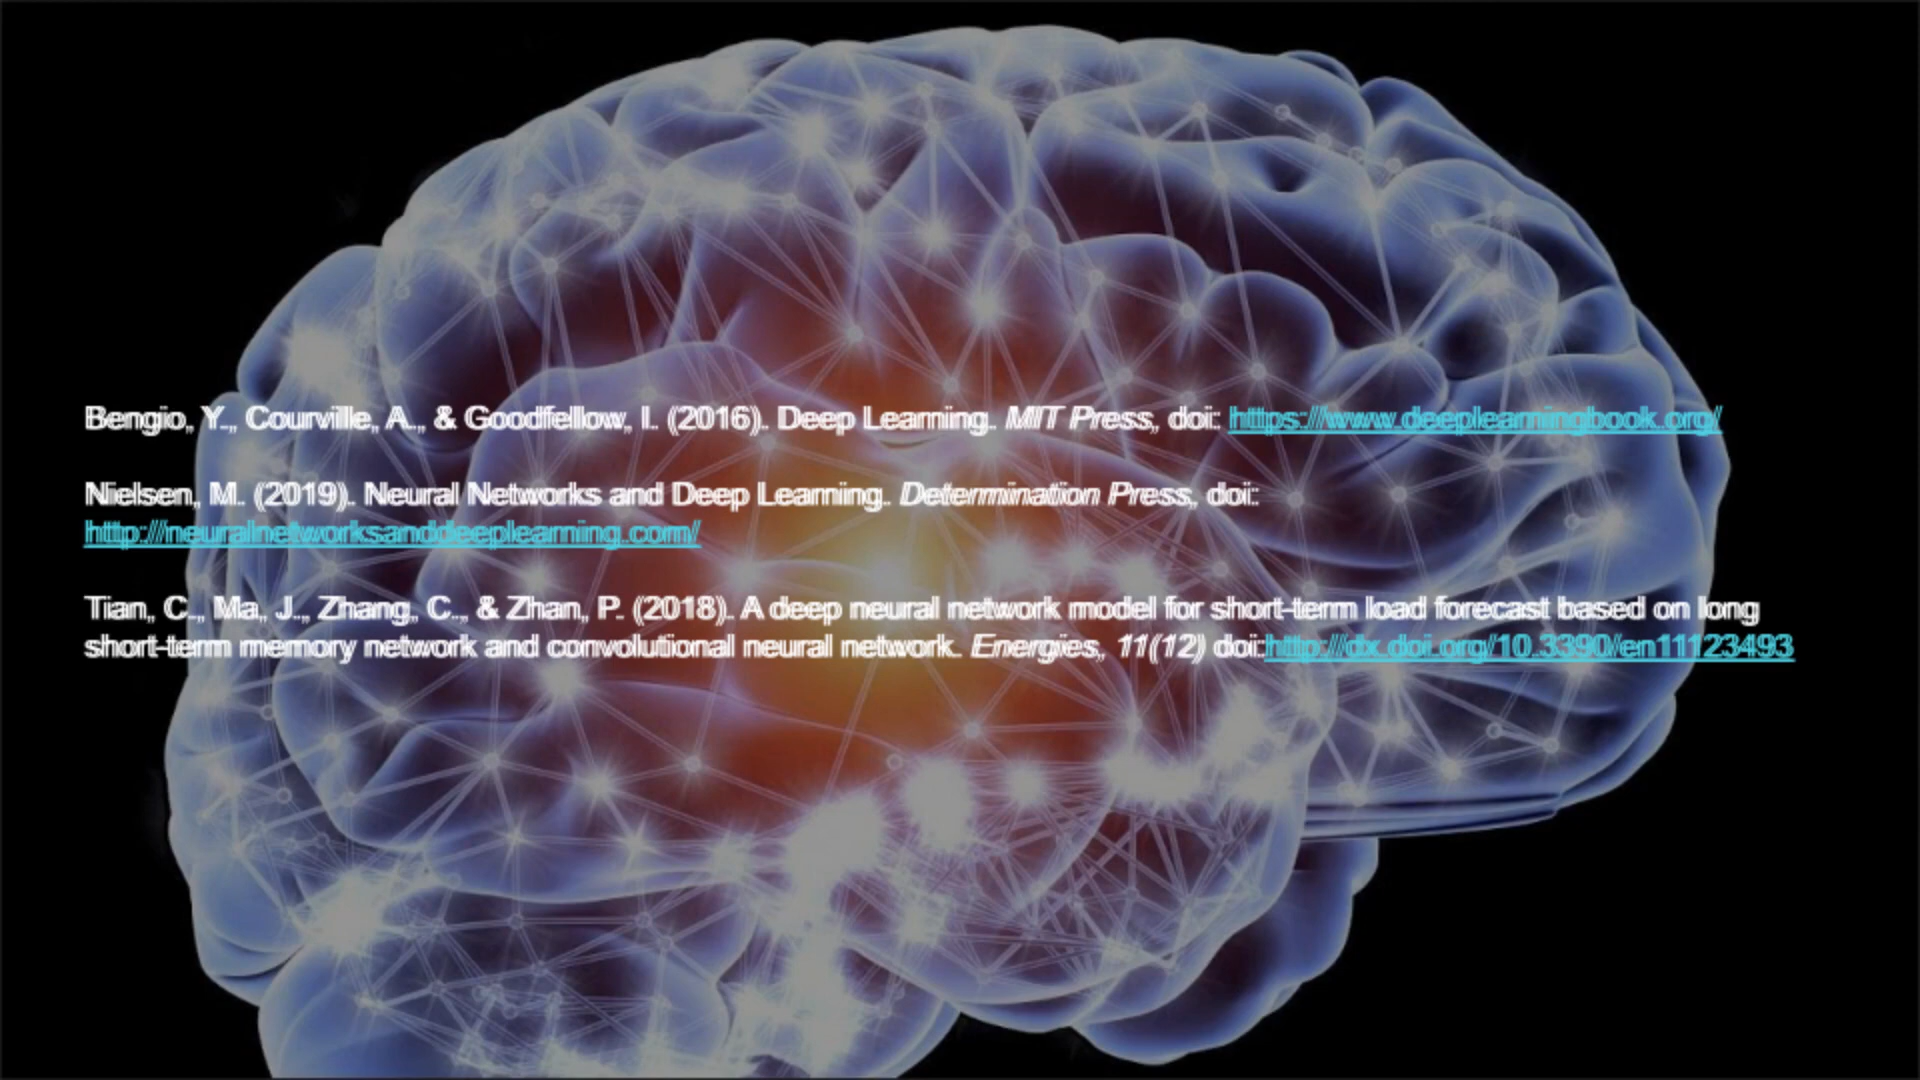 Bengio, Y., Courville, A., & Goodfellow, I. (2016). Deep Learning. MIT Press, doi: https://www.deeplearningbook.org/
Nielsen, M. (2019). Neural Networks and Deep Learning. Determination Press, doi:
http://neuralnetworksanddeeplearning.com/
Tian, C., Ma, J., Zhang, C., & Zhan, P. (2018). A deep neural network model for short-term load forecast based on long
short-term memory network and convolutional neural network. Energies, 11(12) doi:http://dx.doi.org/10.3390/en11123493